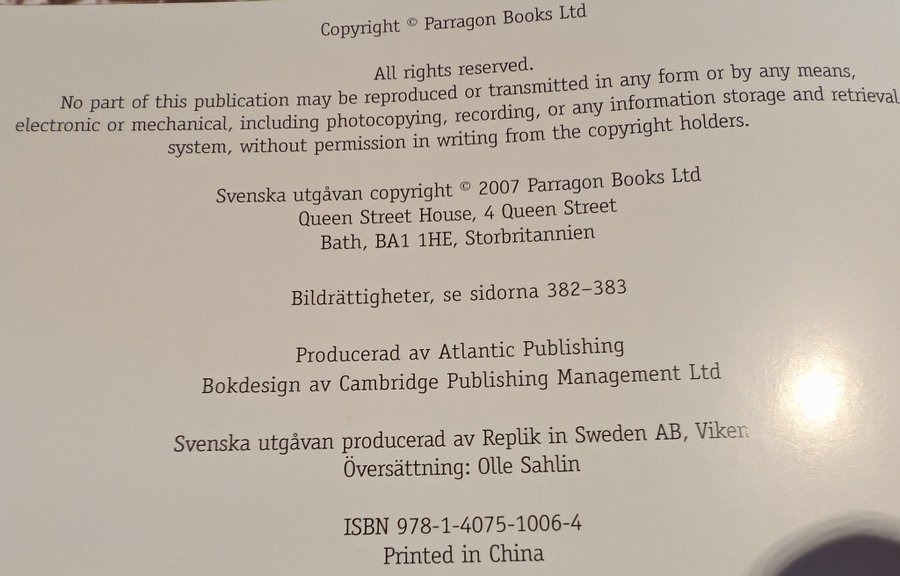 Copyright © Parragon Books Ltd
All rights reserved.
No part of this publication may be reproduced or transmitted in any form or by any means,
electronic or mechanical, including photocopying, recording, or any information storage and retrieval
system, without permission in writing from the copyright holders.
Svenska utgåvan copyright © 2007 Parragon Books Ltd
Queen Street House, 4 Queen Street
Bath, BA1 1HE, Storbritannien
Bildrättigheter, se sidorna 382–383
Producerad av Atlantic Publishing
Bokdesign av Cambridge Publishing Management Ltd
Svenska utgåvan producerad av Replik in Sweden AB, Viken
Översättning: Olle Sahlin
ISBN 978-1-4075-1006-4
Printed in China